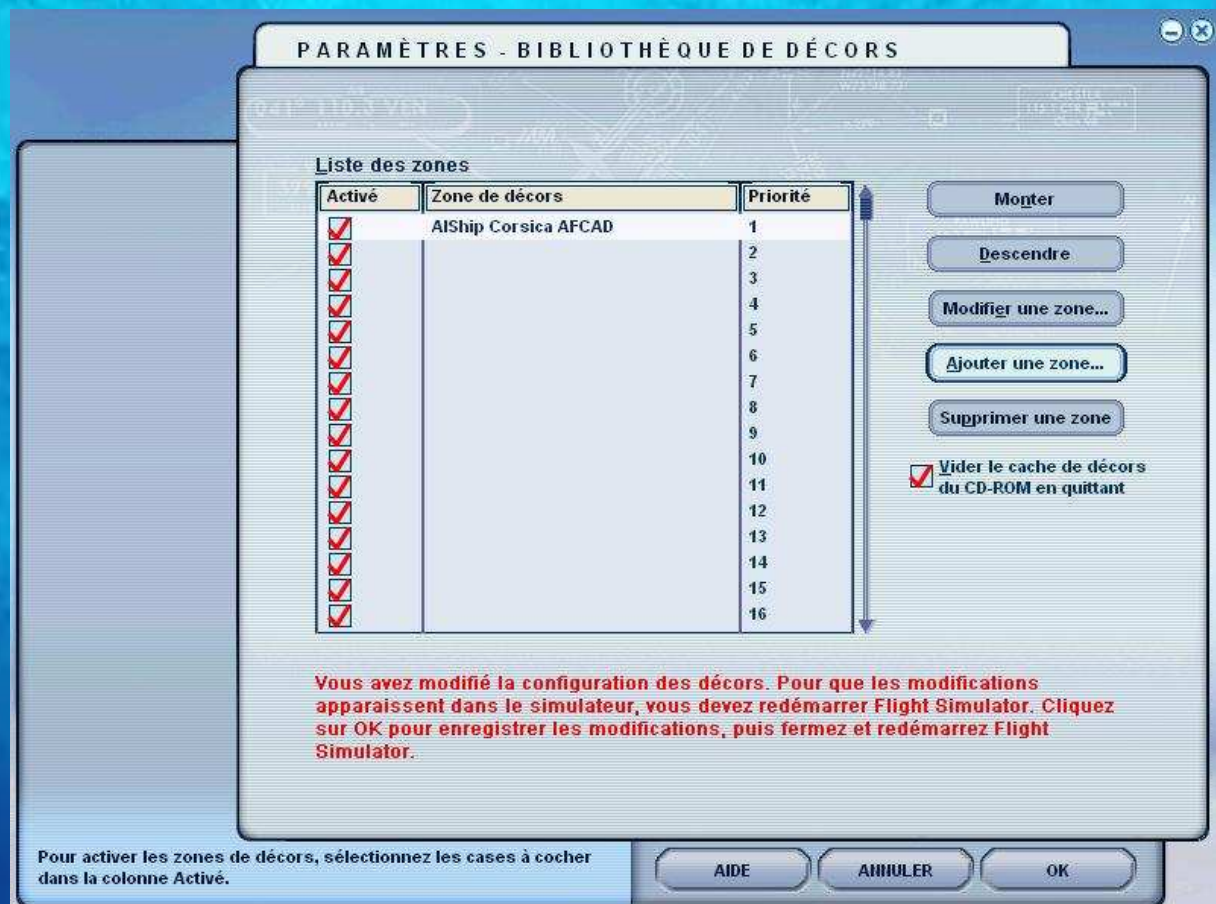 PARAMÈTRES - BIBLIOTHÈQUE DE DÉCORS
Liste des zones
Activé Zone de décors Priorité
AIShip Corsica AFCAD 1
2
3
4
5
6
7
8
9
10
11
12
13
14
15
16
Monter
Descendre
Modifier une zone...
Ajouter une zone...
Supprimer une zone
Vider le cache de décors
du CD-ROM en quittant
Vous avez modifié la configuration des décors. Pour que les modifications
apparaissent dans le simulateur, vous devez redémarrer Flight Simulator. Cliquez
sur OK pour enregistrer les modifications, puis fermez et redémarrez Flight
Simulator.
Pour activer les zones de décors, sélectionnez les cases à cocher
dans la colonne Activé.
AIDE ANNULER OK